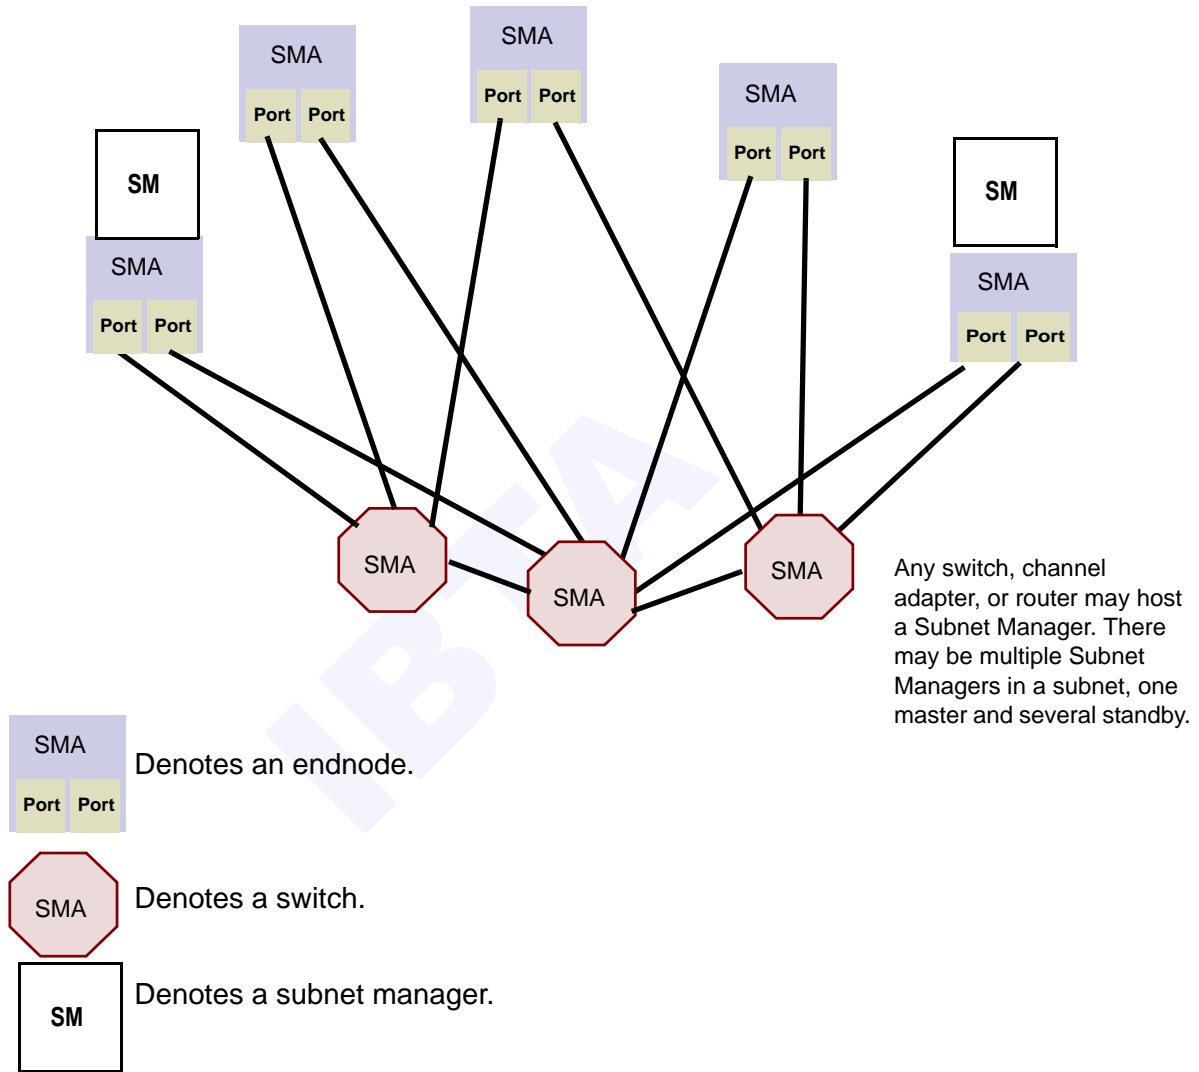 SMA
Port Port
SMA
Port Port
SMA
Port Port
SM
SMA
Port Port
SM
SMA
Port Port
SMA
SMA
SMA
IBTA
Any switch, channel
adapter, or router may host
a Subnet Manager. There
may be multiple Subnet
Managers in a subnet, one
master and several standby.
SMA
Port Port
Denotes an endnode.
SMA
Denotes a switch.
SM
Denotes a subnet manager.